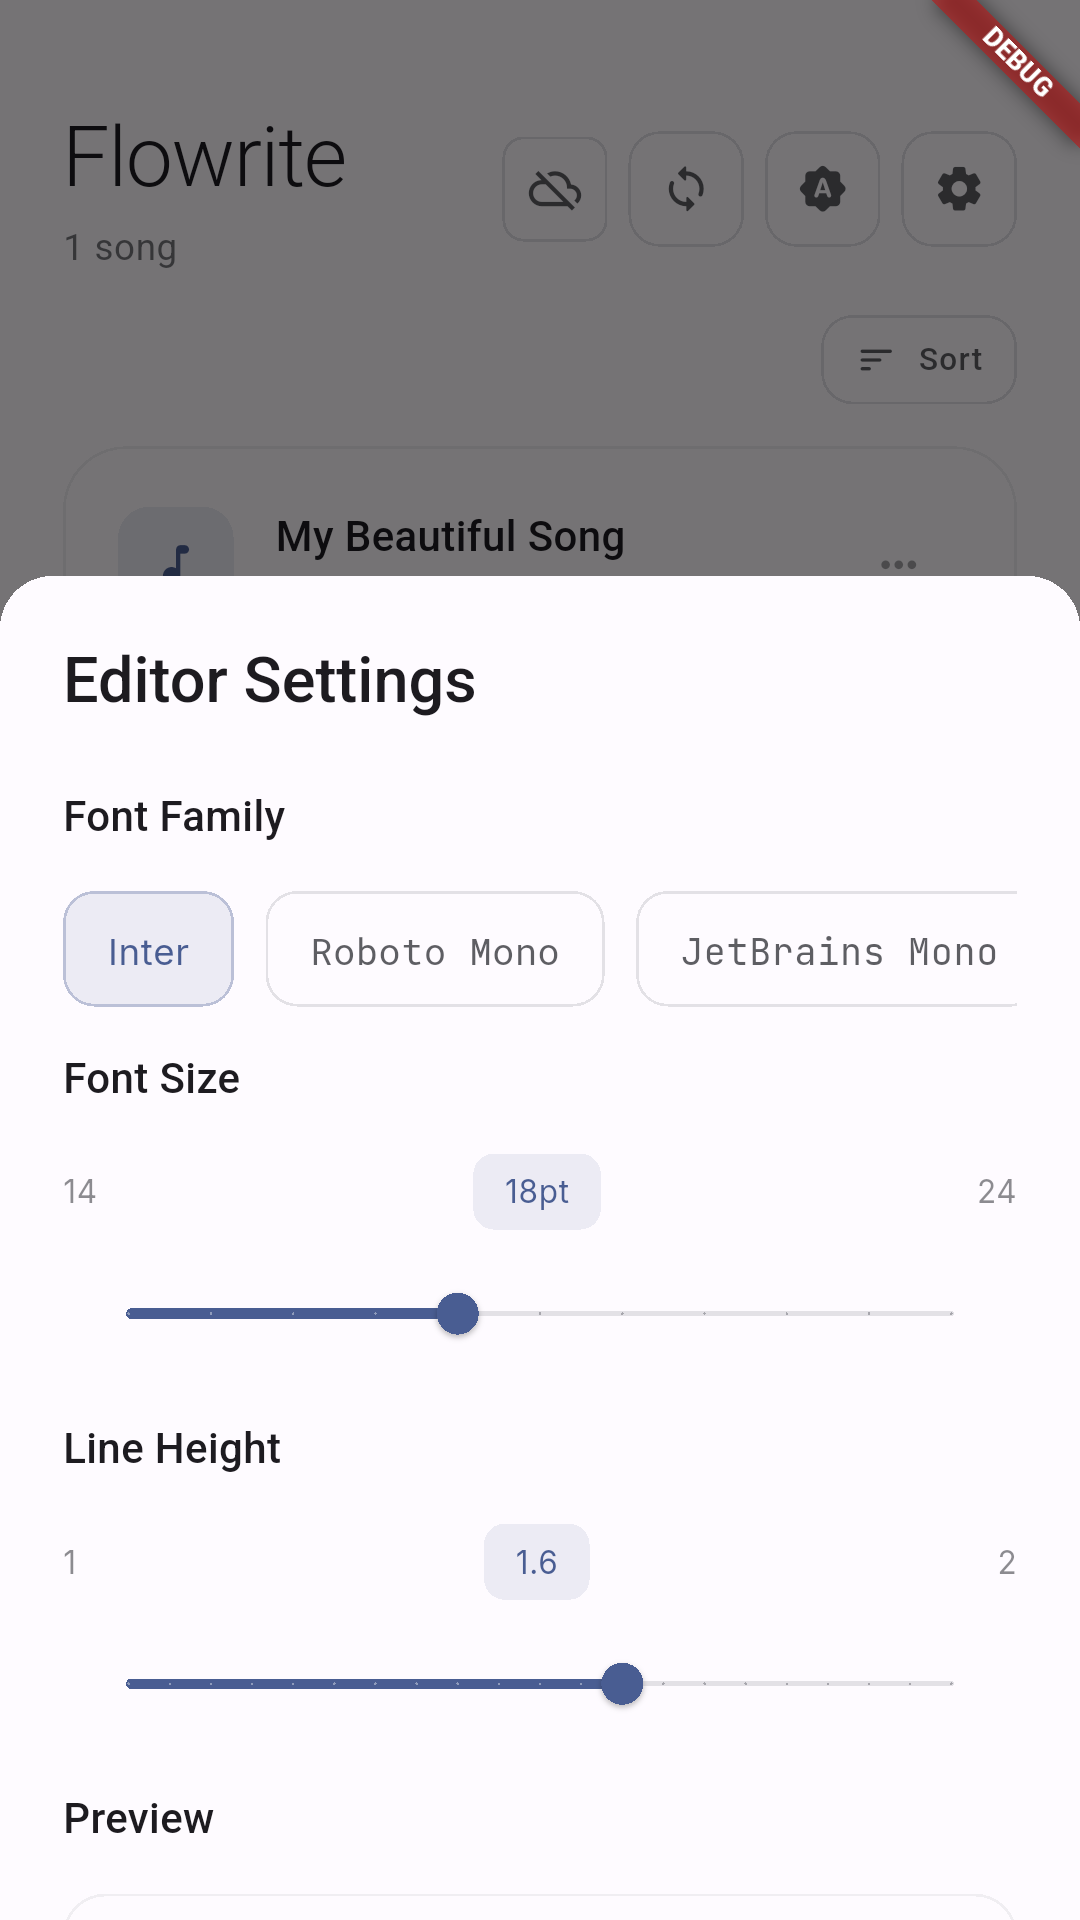 DEBUG
Flowrite
1 song
A
Sort
My Beautiful Song
Editor Settings
Font Family
Inter Roboto Mono JetBrains Mono
Font Size
14 18pt 24
Line Height
1 1.6 2
Preview